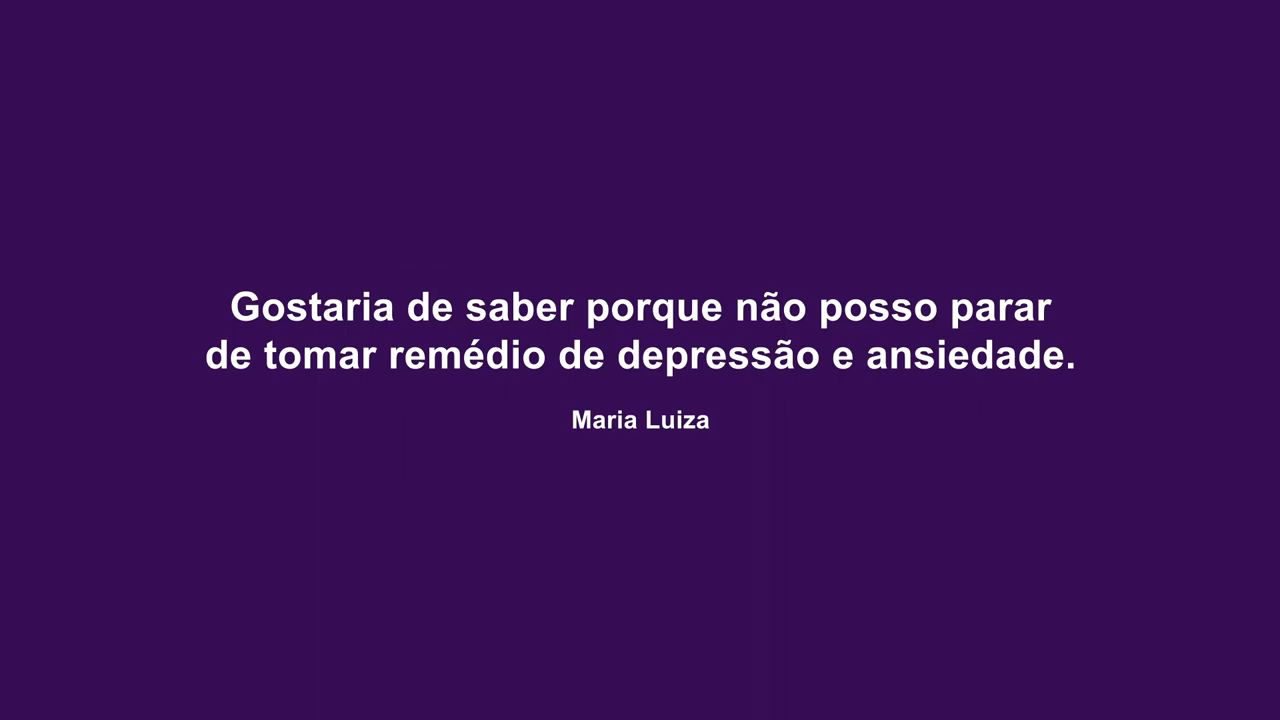 Gostaria de saber porque não posso parar
de tomar remédio de depressão e ansiedade.
Maria Luiza